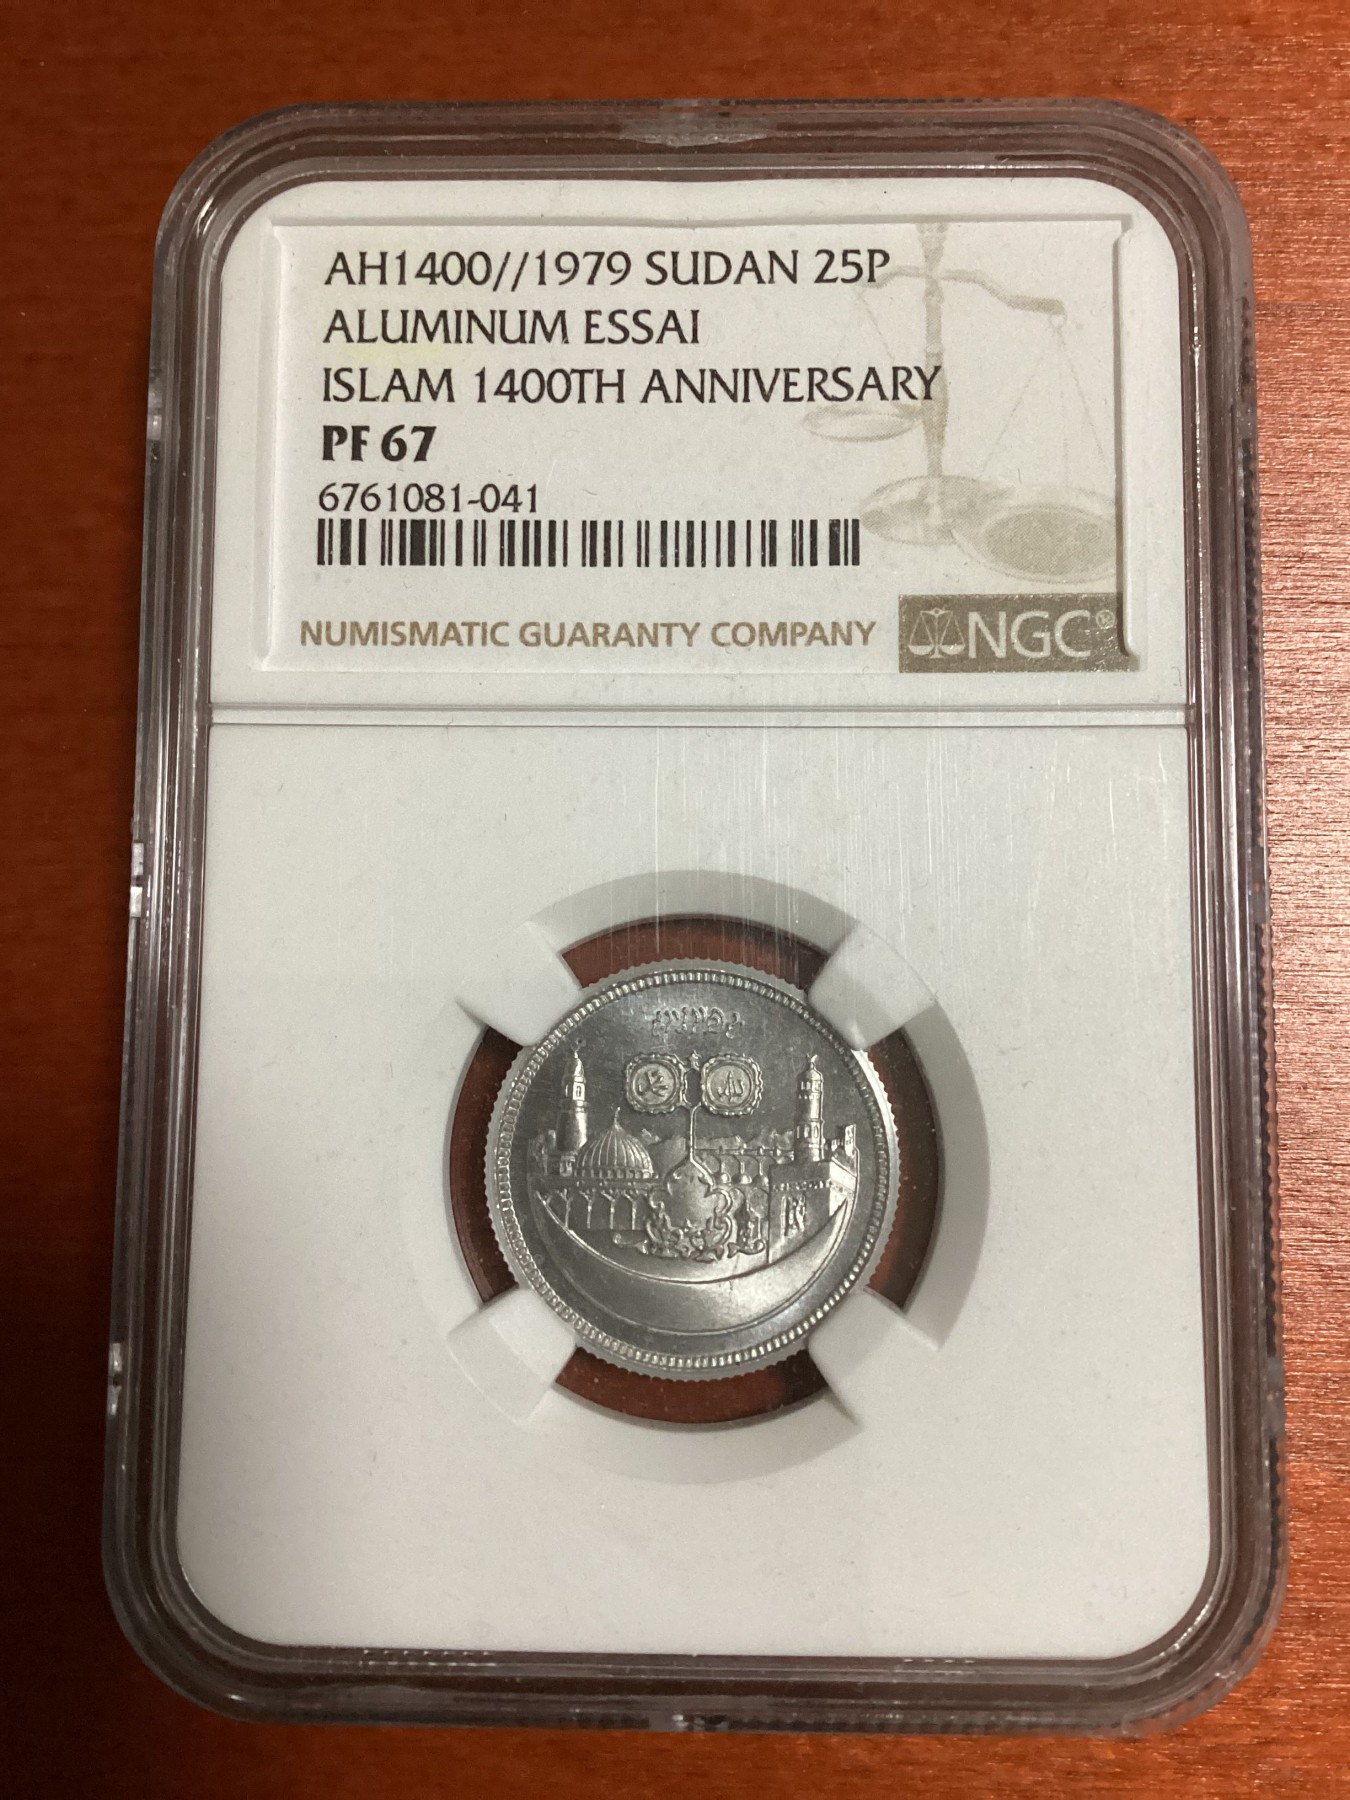 AH1400//1979 SUDAN 25P
ALUMINUM ESSAI
ISLAM 1400TH ANNIVERSARY
PF 67
6761081-041
NUMISMATIC GUARANTY COMPANY
NGC®